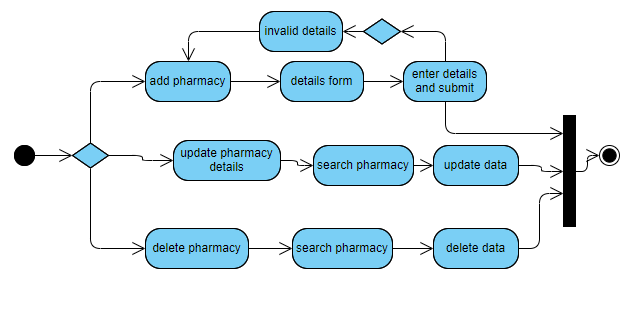 invalid details
add pharmacy
details form
enter details
and submit
update pharmacy
details
search pharmacy
update data
delete pharmacy
search pharmacy
delete data